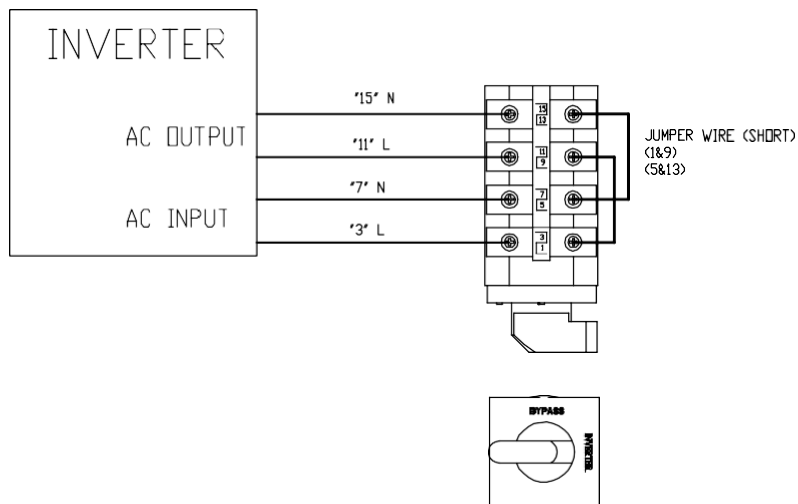 INVERTER
AC OUTPUT
AC INPUT
"15" N
"11" L
"7" N
"3" L
15
13
11
9
7
5
3
1
JUMPER WIRE (SHORT)
(1&9)
(5&13)
BYPASS
INVERTER